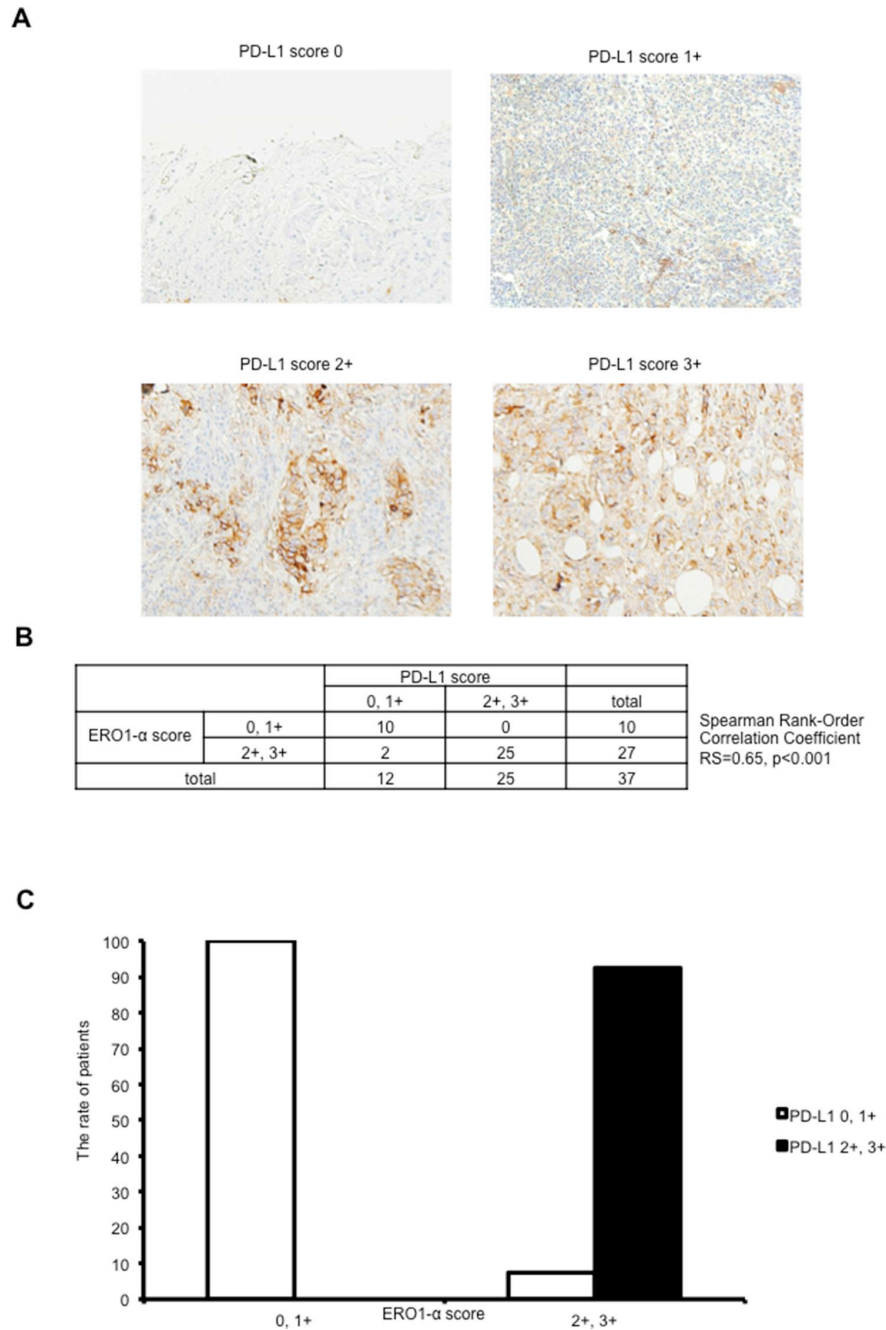 A
PD-L1 score 0
PD-L1 score 1+
PD-L1 score 2+
PD-L1 score 3+
B
PD-L1 score
0, 1+ 2+, 3+ total
ERO1-α score 0, 1+ 10 0 10
2+, 3+ 2 25 27
total 12 25 37
Spearman Rank-Order
Correlation Coefficient
RS=0.65, p<0.001
C
The rate of patients
100
90
80
70
60
50
40
30
20
10
0
0, 1+ ERO1-α score 2+, 3+
PD-L1 0, 1+
PD-L1 2+, 3+